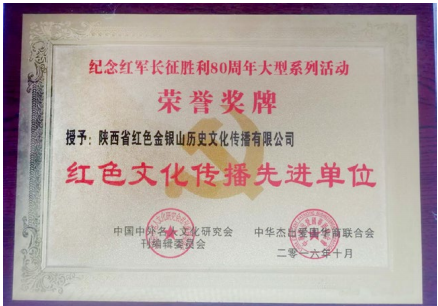 纪念红军长征胜利80周年大型系列活动
荣誉奖牌
授予：陕西省红色金银山历史文化传播有限公司
红色文化传播先进单位
中国中外名人文化研究会 中华杰出爱国华商联合会
刊编辑委员会 二零一六年十月